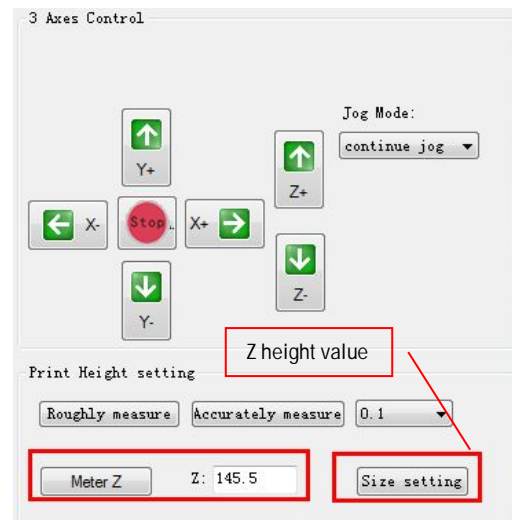 3 Axes Control
Jog Mode:
continue jog
Y+
Z+
X-
Stop..
X+
Y-
Z-
Z height value
Print Height setting
Roughly measure
Accurately measure
0.1
Meter Z
Z: 145.5
Size setting